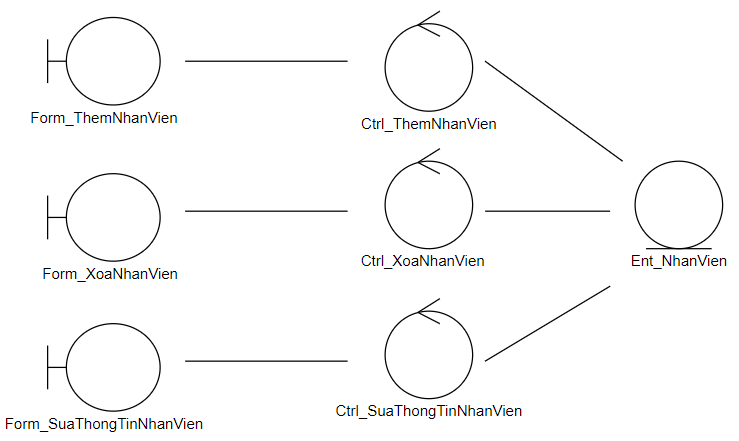 Form_ThemNhanVien
Ctrl_ThemNhanVien
Form_XoaNhanVien
Ctrl_XoaNhanVien
Ent_NhanVien
Form_SuaThongTinNhanVien
Ctrl_SuaThongTinNhanVien